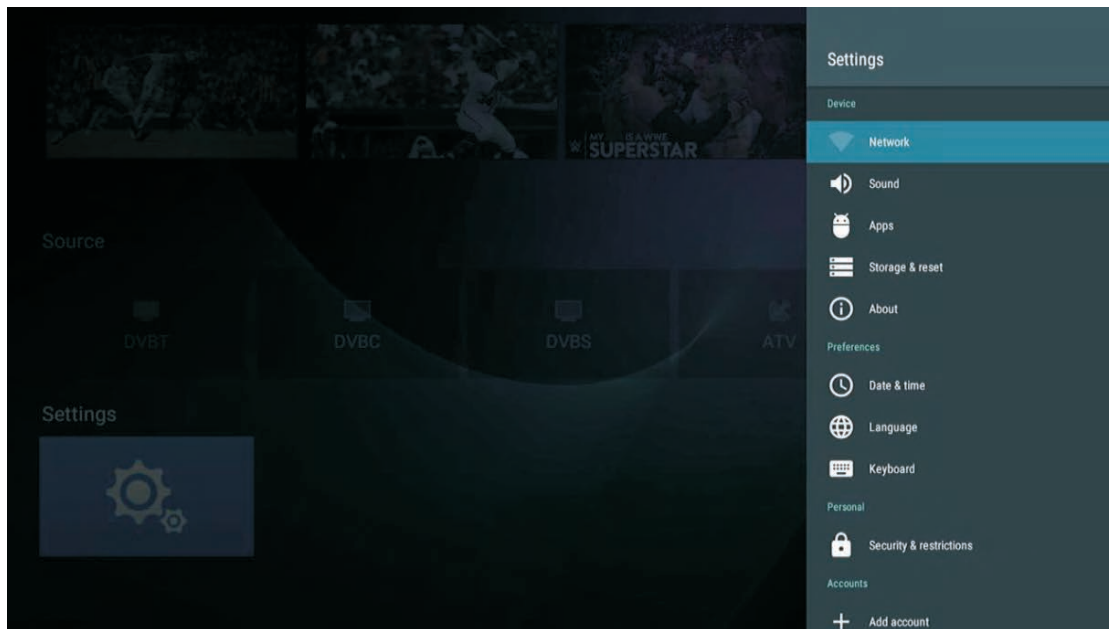 MY IS A WWE
SUPERSTAR
Source
DVBT
DVBC
DVBS
ATV
Settings
Settings
Device
Network
Sound
Apps
Storage & reset
About
Preferences
Date & time
Language
Keyboard
Personal
Security & restrictions
Accounts
Add account